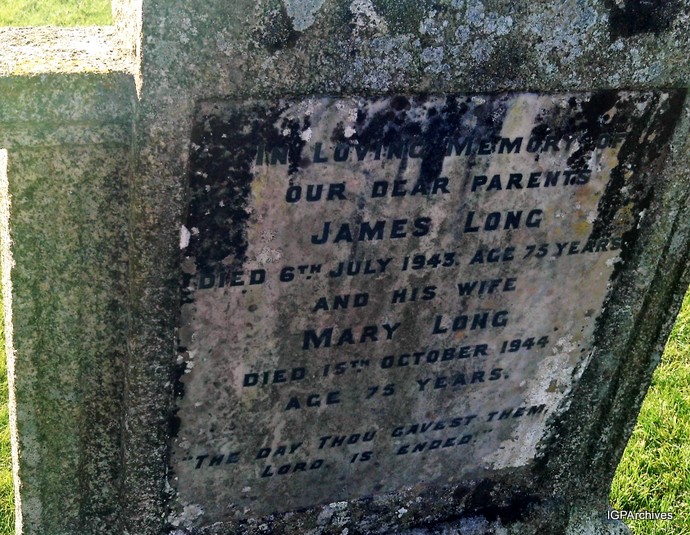 IN LOVING MEMORY OF
OUR DEAR PARENTS
JAMES LONG
DIED 6TH JULY 1943. AGE 75 YEARS
AND HIS WIFE
MARY LONG
DIED 15TH OCTOBER 1944
AGE 75 YEARS.
"THE DAY THOU GAVEST THEM,
LORD, IS ENDED."
IGPArchives